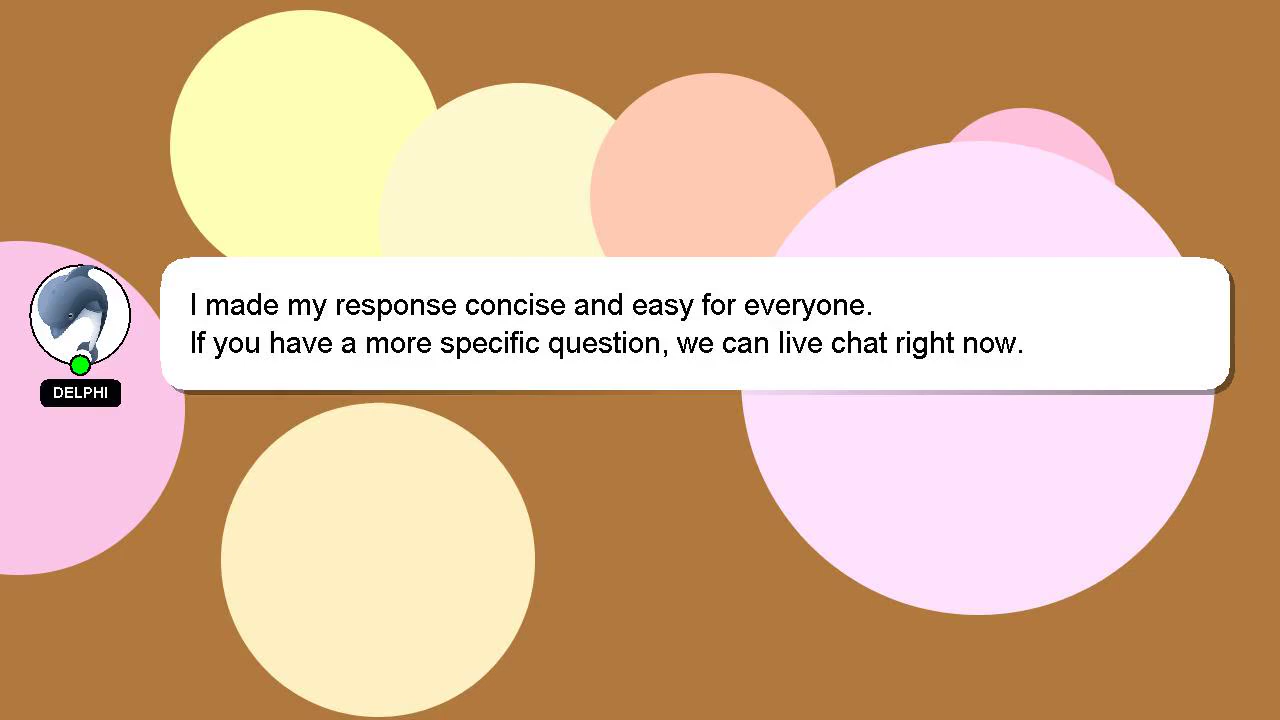 I made my response concise and easy for everyone.
If you have a more specific question, we can live chat right now.
DELPHI